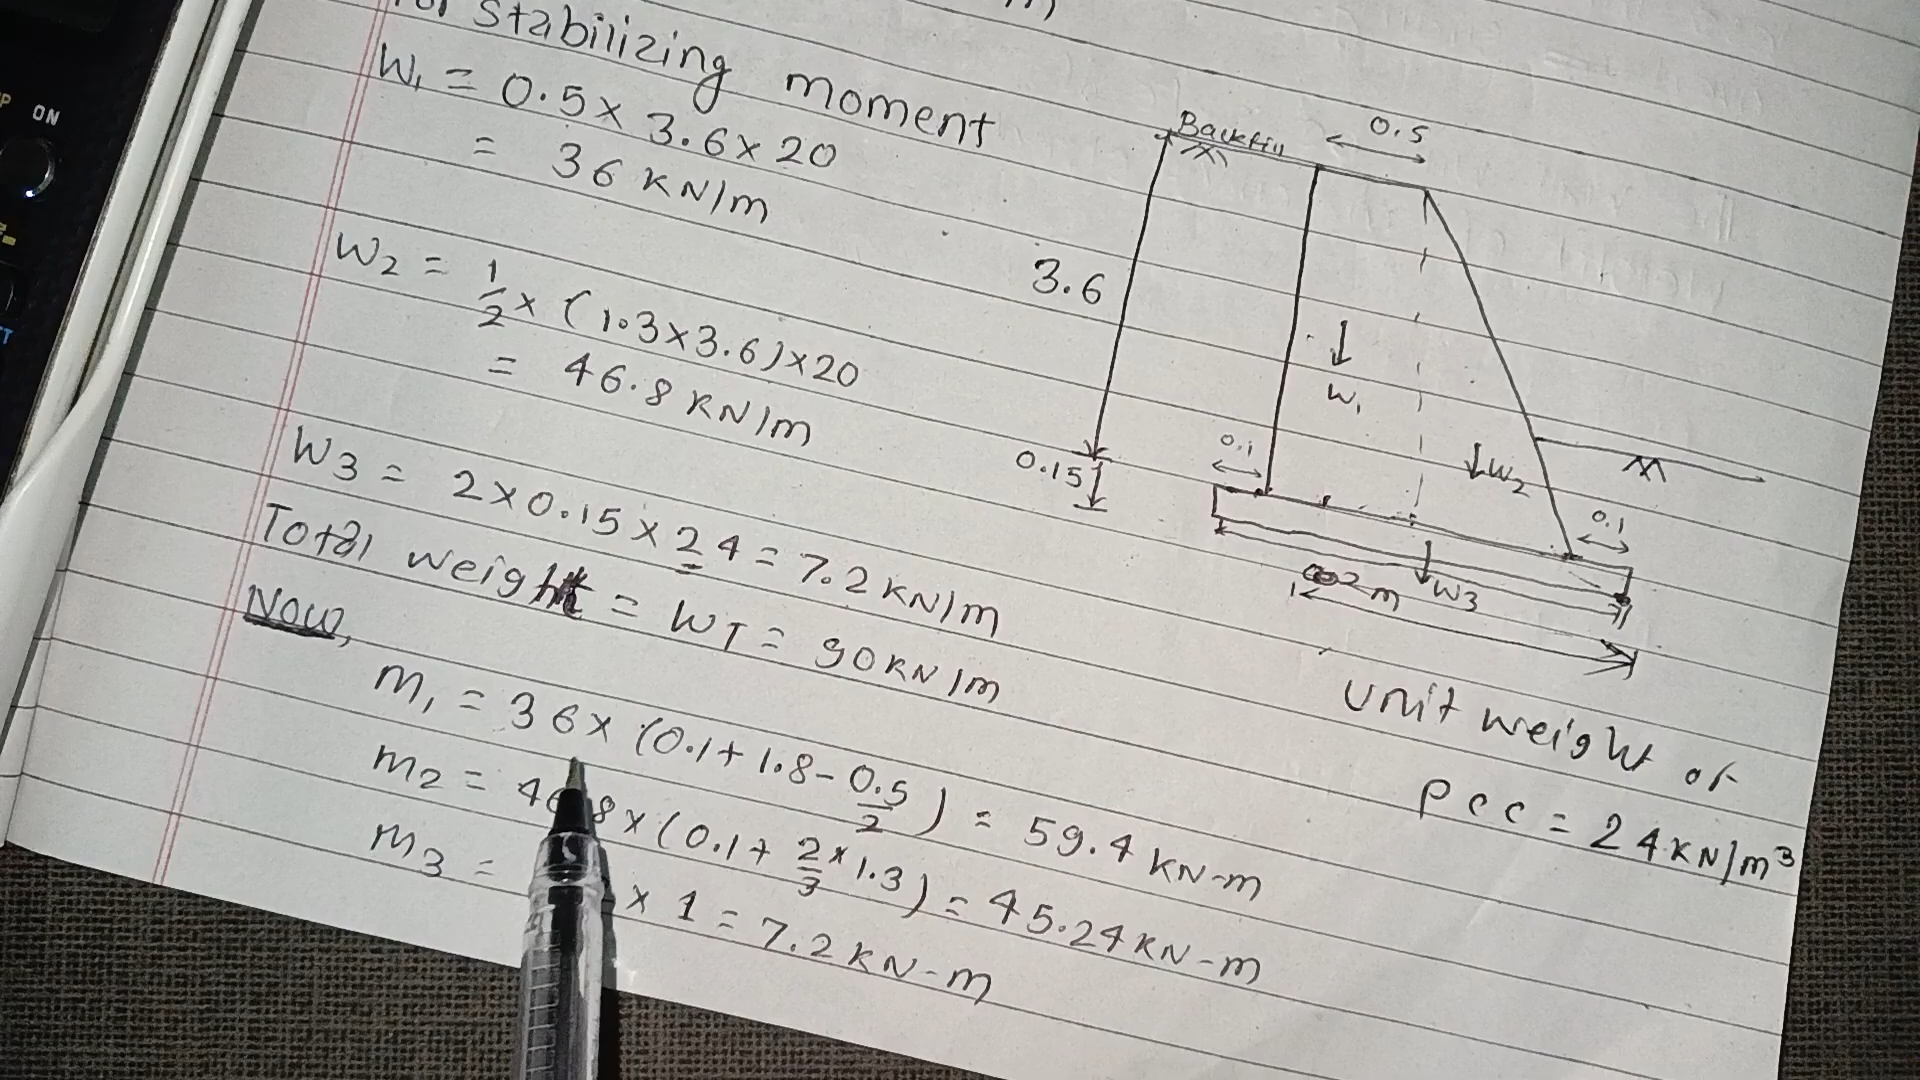 Stabilizing moment
W1 = 0.5 x 3.6 x 20
= 36 KN/m
W2 = 1/2 x (1.3 x 3.6) x 20
= 46.8 KN/m
W3 = 2 x 0.15 x 24 = 7.2 KN/m
Total weight = WT = 90 KN/m
Now,
M1 = 36 x (0.1 + 1.8 - 0.5/2) = 59.4 KN-m
M2 = 4 8 x (0.1 + 2/3 x 1.3) = 45.24 KN-m
M3 = x 1 = 7.2 KN-m
Backfill
0.5
3.6
W1
0.1
0.15
W2
0.1
2m
W3
unit weight of
PCC = 24 KN/m³
ON
P